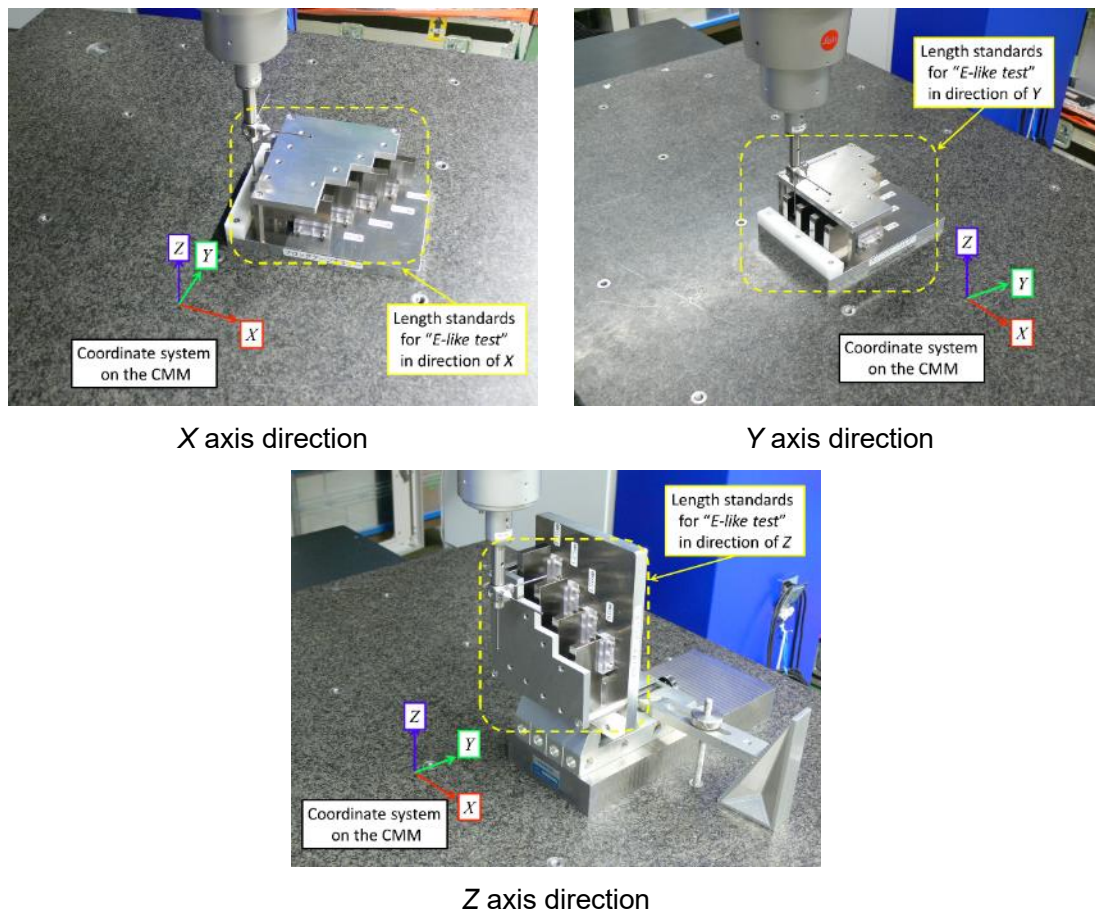 Length standards
for "E-like test"
in direction of X
Z
Y
X
Coordinate system
on the CMM
X axis direction
Leica
Length standards
for "E-like test"
in direction of Y
Z
Y
X
Coordinate system
on the CMM
Y axis direction
Length standards
for "E-like test"
in direction of Z
Z
Y
X
Coordinate system
on the CMM
Z axis direction